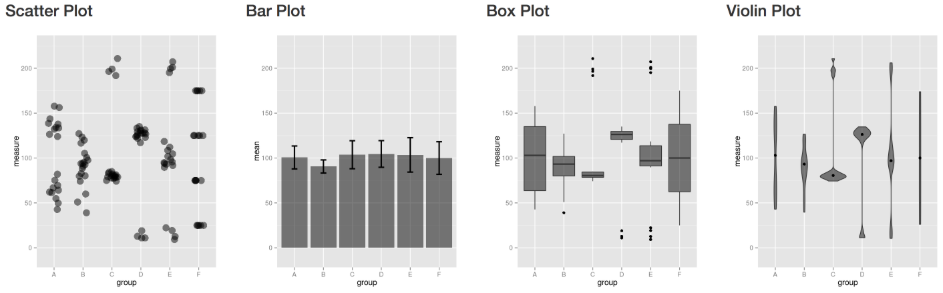 Scatter Plot
Bar Plot
Box Plot
Violin Plot
measure
200
150
100
50
0
A B C D E F
group
mean
200
150
100
50
0
A B C D E F
group
measure
200
150
100
50
0
A B C D E F
group
measure
200
150
100
50
0
A B C D E F
group